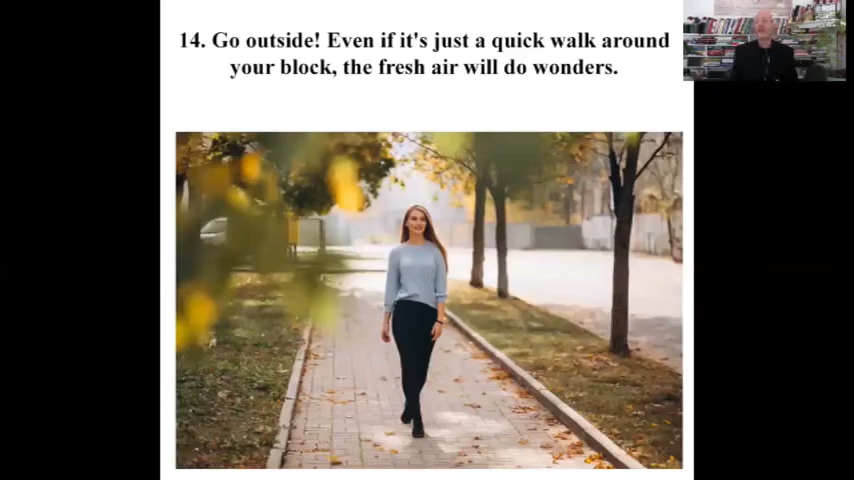 14. Go outside! Even if it's just a quick walk around
your block, the fresh air will do wonders.